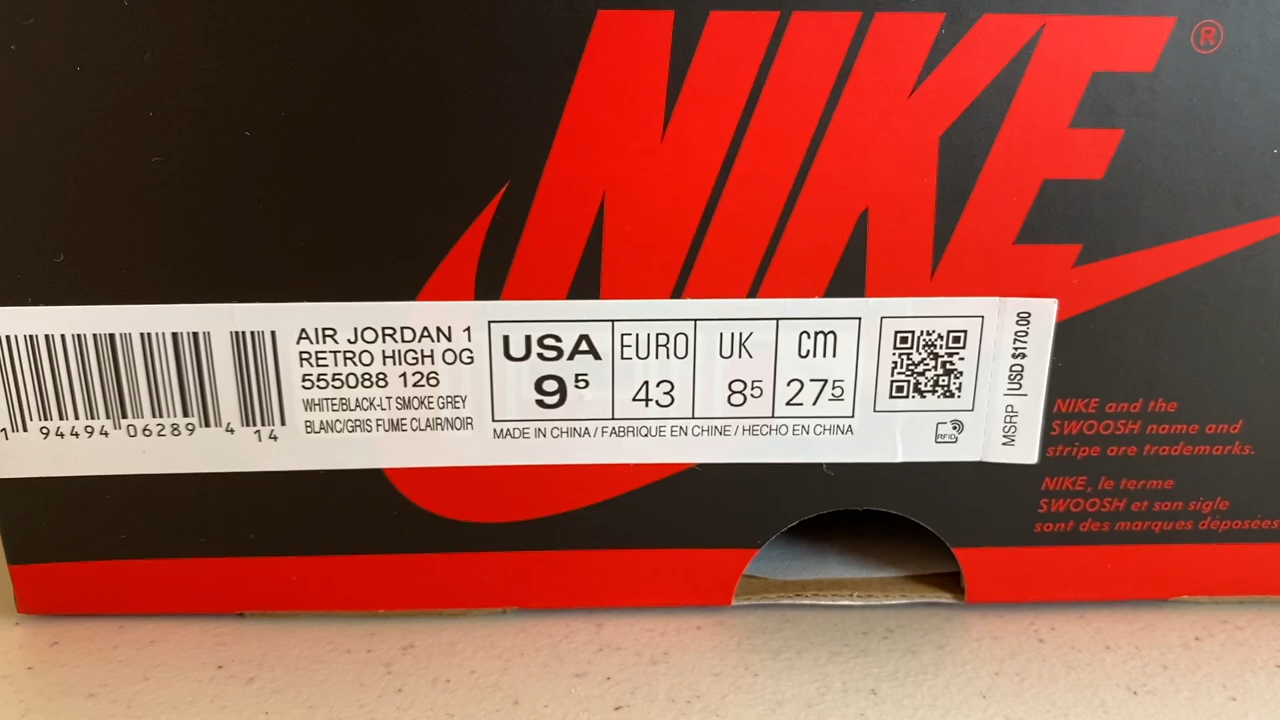 NIKE®
1 94494 06289 4 14
AIR JORDAN 1
RETRO HIGH OG
555088 126
WHITE/BLACK-LT SMOKE GREY
BLANC/GRIS FUME CLAIR/NOIR
USA EURO UK cm
9⁵ 43 8⁵ 27⁵
MADE IN CHINA / FABRIQUE EN CHINE / HECHO EN CHINA
RFID
MSRP | USD $170.00
NIKE and the
SWOOSH name and
stripe are trademarks.
NIKE, le terme
SWOOSH et son sigle
sont des marques déposées